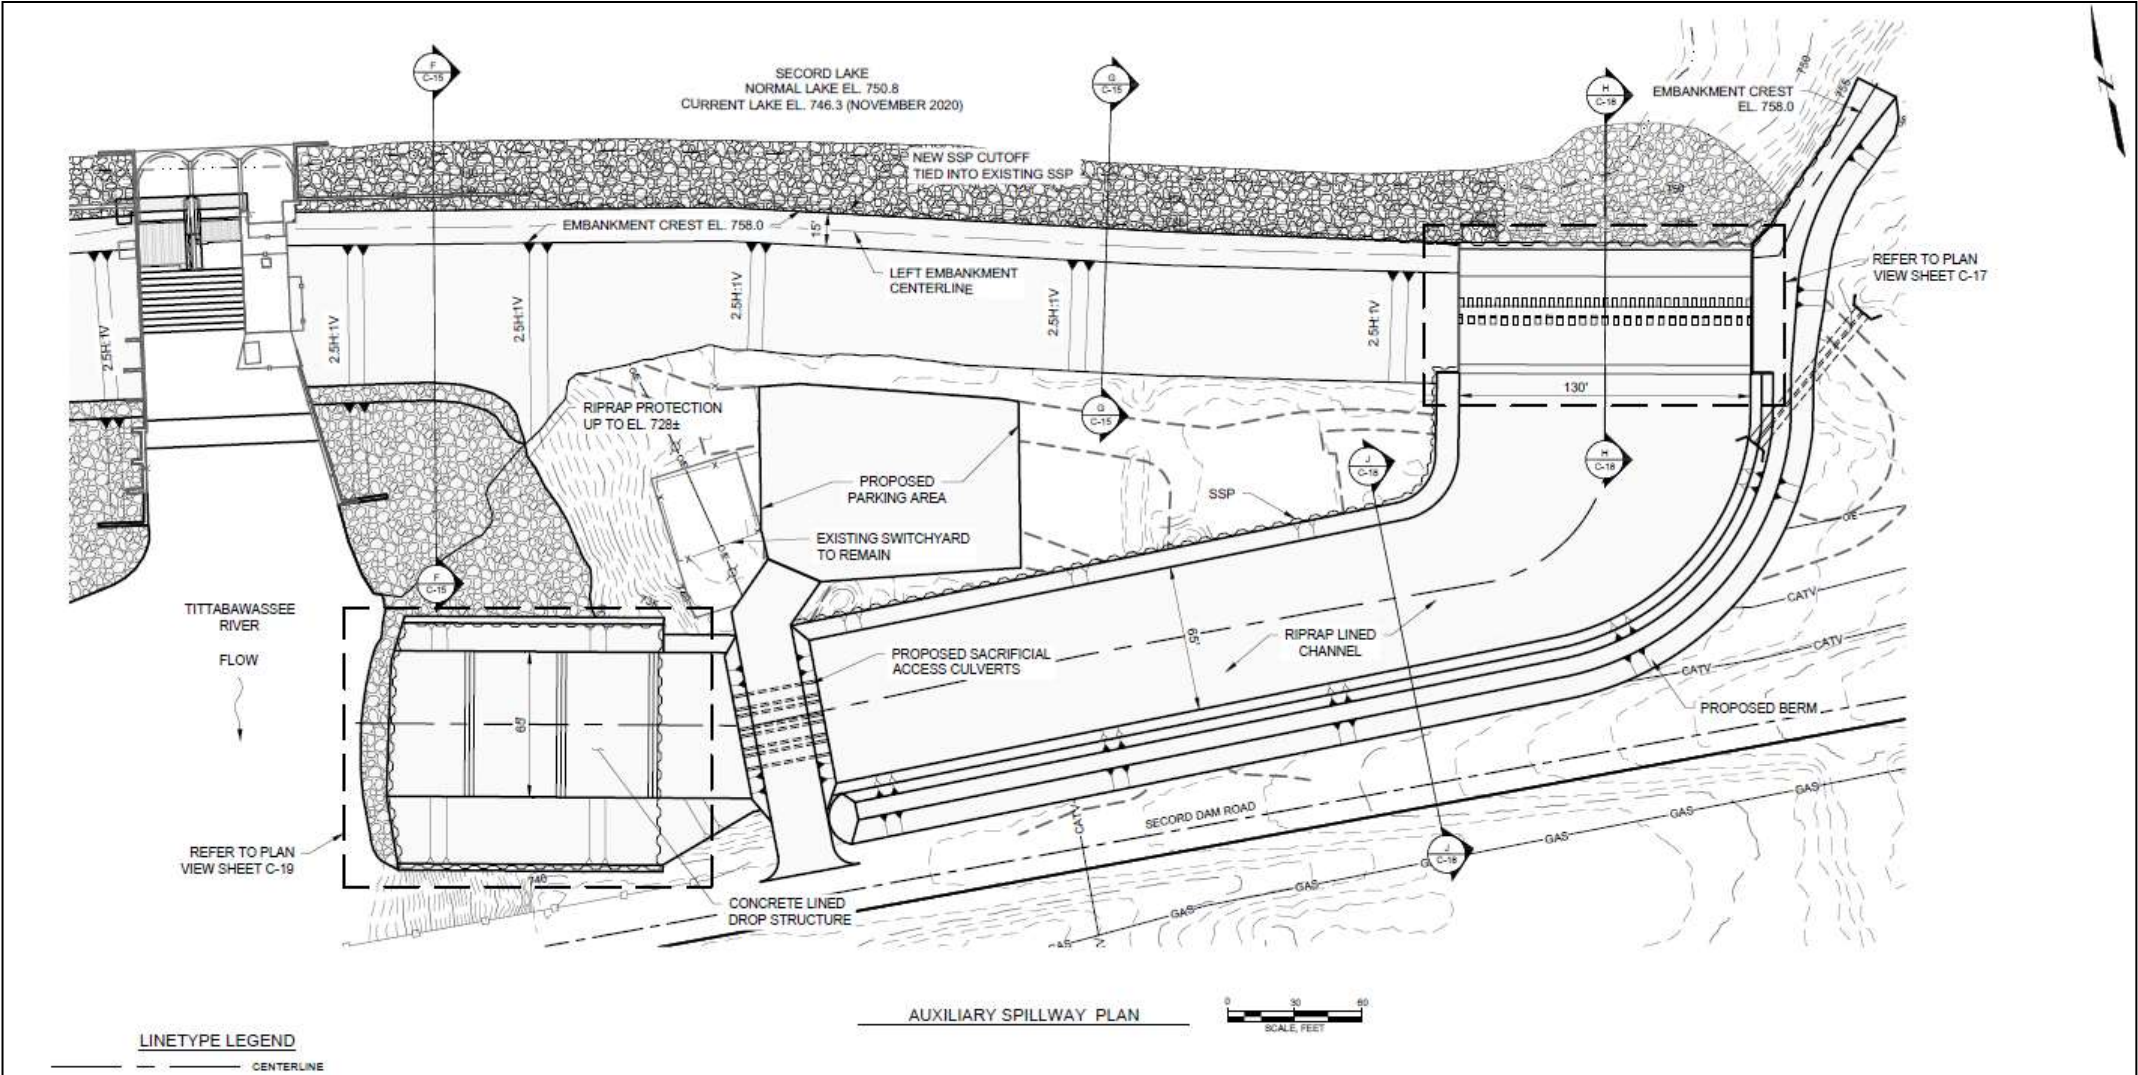 F
C-15
SECORD LAKE
NORMAL LAKE EL. 750.8
CURRENT LAKE EL. 746.3 (NOVEMBER 2020)
G
C-15
H
C-18
EMBANKMENT CREST
EL. 758.0
750
755
NEW SSP CUTOFF
TIED INTO EXISTING SSP
750
EMBANKMENT CREST EL. 758.0
15'
LEFT EMBANKMENT
CENTERLINE
REFER TO PLAN
VIEW SHEET C-17
2.5H:1V
2.5H:1V
2.5H:1V
2.5H:1V
2.5H:1V
2.5H:1V
130'
RIPRAP PROTECTION
UP TO EL. 728±
G
C-15
J
C-18
H
C-18
PROPOSED
PARKING AREA
SSP
EXISTING SWITCHYARD
TO REMAIN
OE
F
C-15
CATV
TITTABAWASSEE
RIVER
FLOW
735
65'
RIPRAP LINED
CHANNEL
CATV
CATV
PROPOSED SACRIFICIAL
ACCESS CULVERTS
PROPOSED BERM
SECORD DAM ROAD
CATV
GAS
GAS
GAS
GAS
GAS
J
C-18
REFER TO PLAN
VIEW SHEET C-19
740
CONCRETE LINED
DROP STRUCTURE
AUXILIARY SPILLWAY PLAN
0 30 60
SCALE, FEET
LINETYPE LEGEND
CENTERLINE